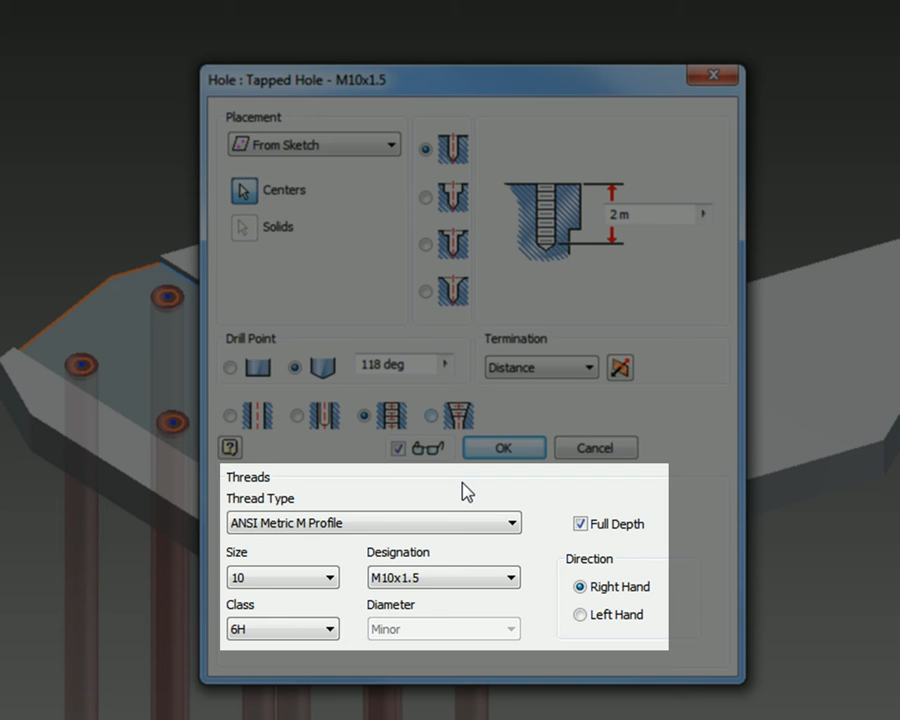 Hole : Tapped Hole - M10x1.5
Placement
From Sketch
Centers
Solids
2 m
Drill Point
118 deg
Termination
Distance
?
OK
Cancel
Threads
Thread Type
ANSI Metric M Profile
Full Depth
Size
Designation
Direction
10
M10x1.5
Right Hand
Class
Diameter
Left Hand
6H
Minor